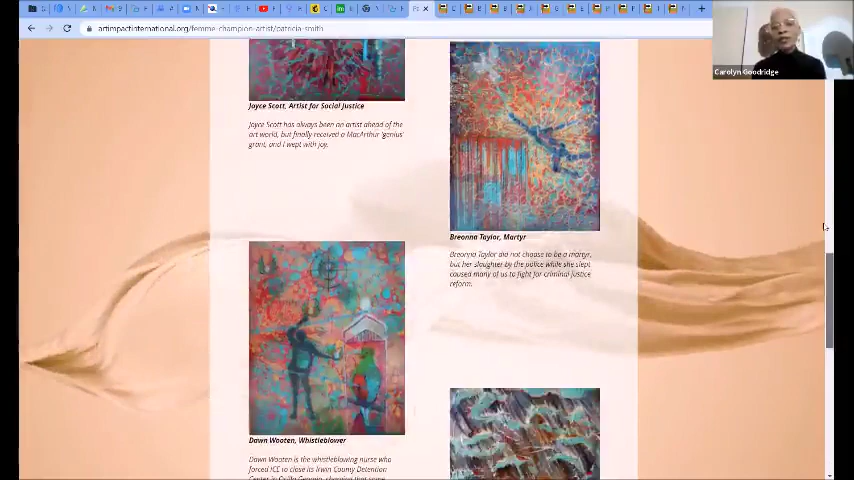 artimpactinternational.org/femme-champion-artist/patricia-smith
Carolyn Goodridge
Joyce Scott, Artist for Social Justice
Joyce Scott has always been an artist ahead of the
art world, but finally received a MacArthur 'genius'
grant, and I wept with joy.
Breonna Taylor, Martyr
Breonna Taylor did not choose to be a martyr,
but her slaughter by the police while she slept
caused many of us to fight for criminal justice
reform.
Dawn Wooten, Whistleblower
Dawn Wooten is the whistleblowing nurse who
forced ICE to close its Irwin County Detention